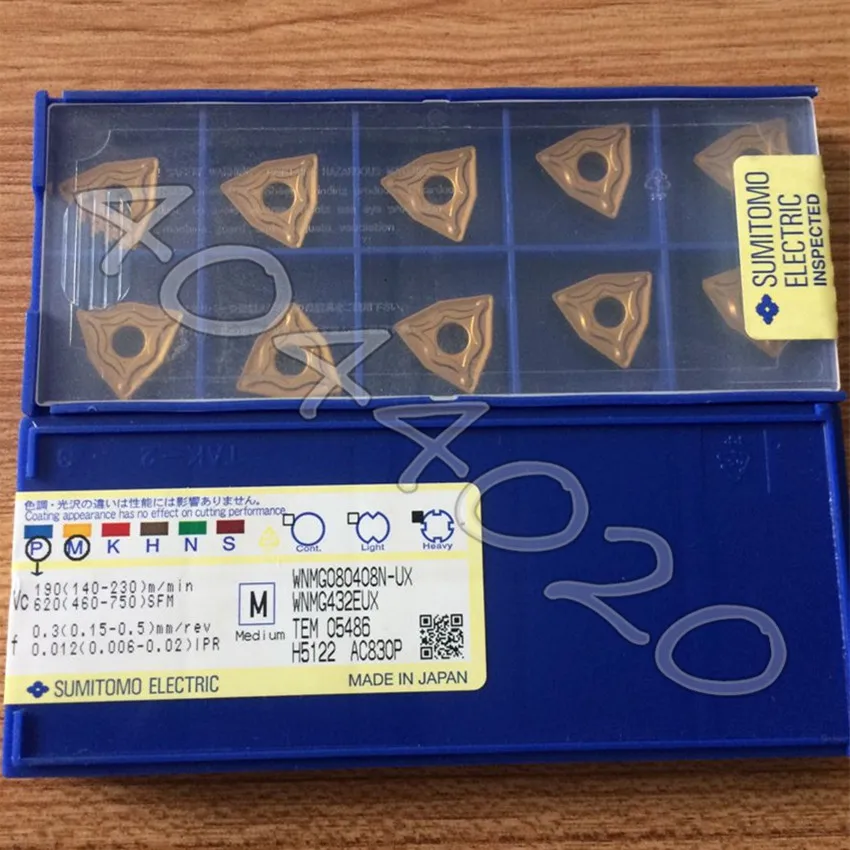 SUMITOMO
ELECTRIC
INSPECTED
4044020
色調・光沢の違いは性能には影響ありません。
Coating appearance has no effect on cutting performance.
P M K H N S
Cont. Light Heavy
Vc 190(140-230)m/min
620(460-750)SFM
f 0.3(0.15-0.5)mm/rev
0.012(0.006-0.02)IPR
M
Medium
WNMG080408N-UX
WNMG432EUX
TEM 05486
H5122 AC830P
SUMITOMO ELECTRIC
MADE IN JAPAN